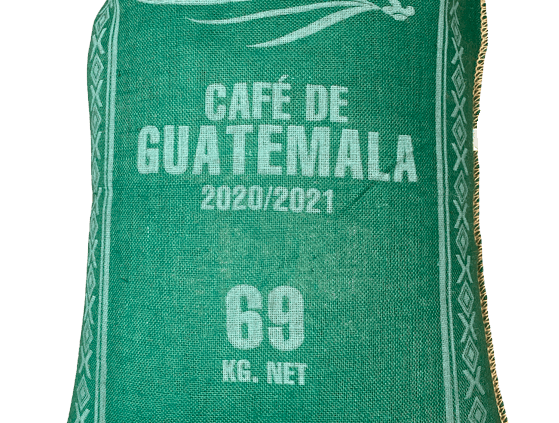 CAFÉ DE
GUATEMALA
2020/2021
69
KG. NET